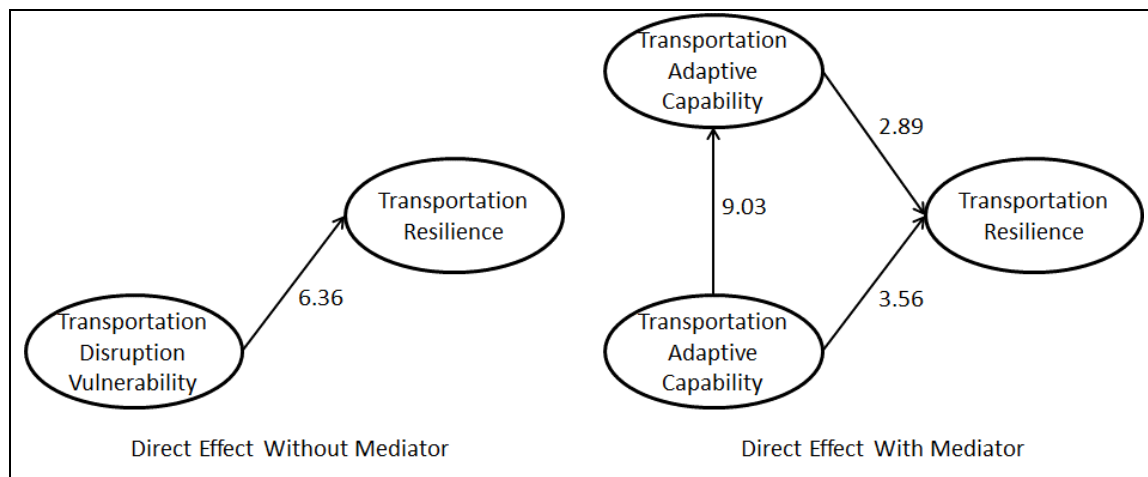 Transportation
Resilience
6.36
Transportation
Disruption
Vulnerability
Direct Effect Without Mediator
Transportation
Adaptive
Capability
2.89
9.03
Transportation
Resilience
3.56
Transportation
Adaptive
Capability
Direct Effect With Mediator